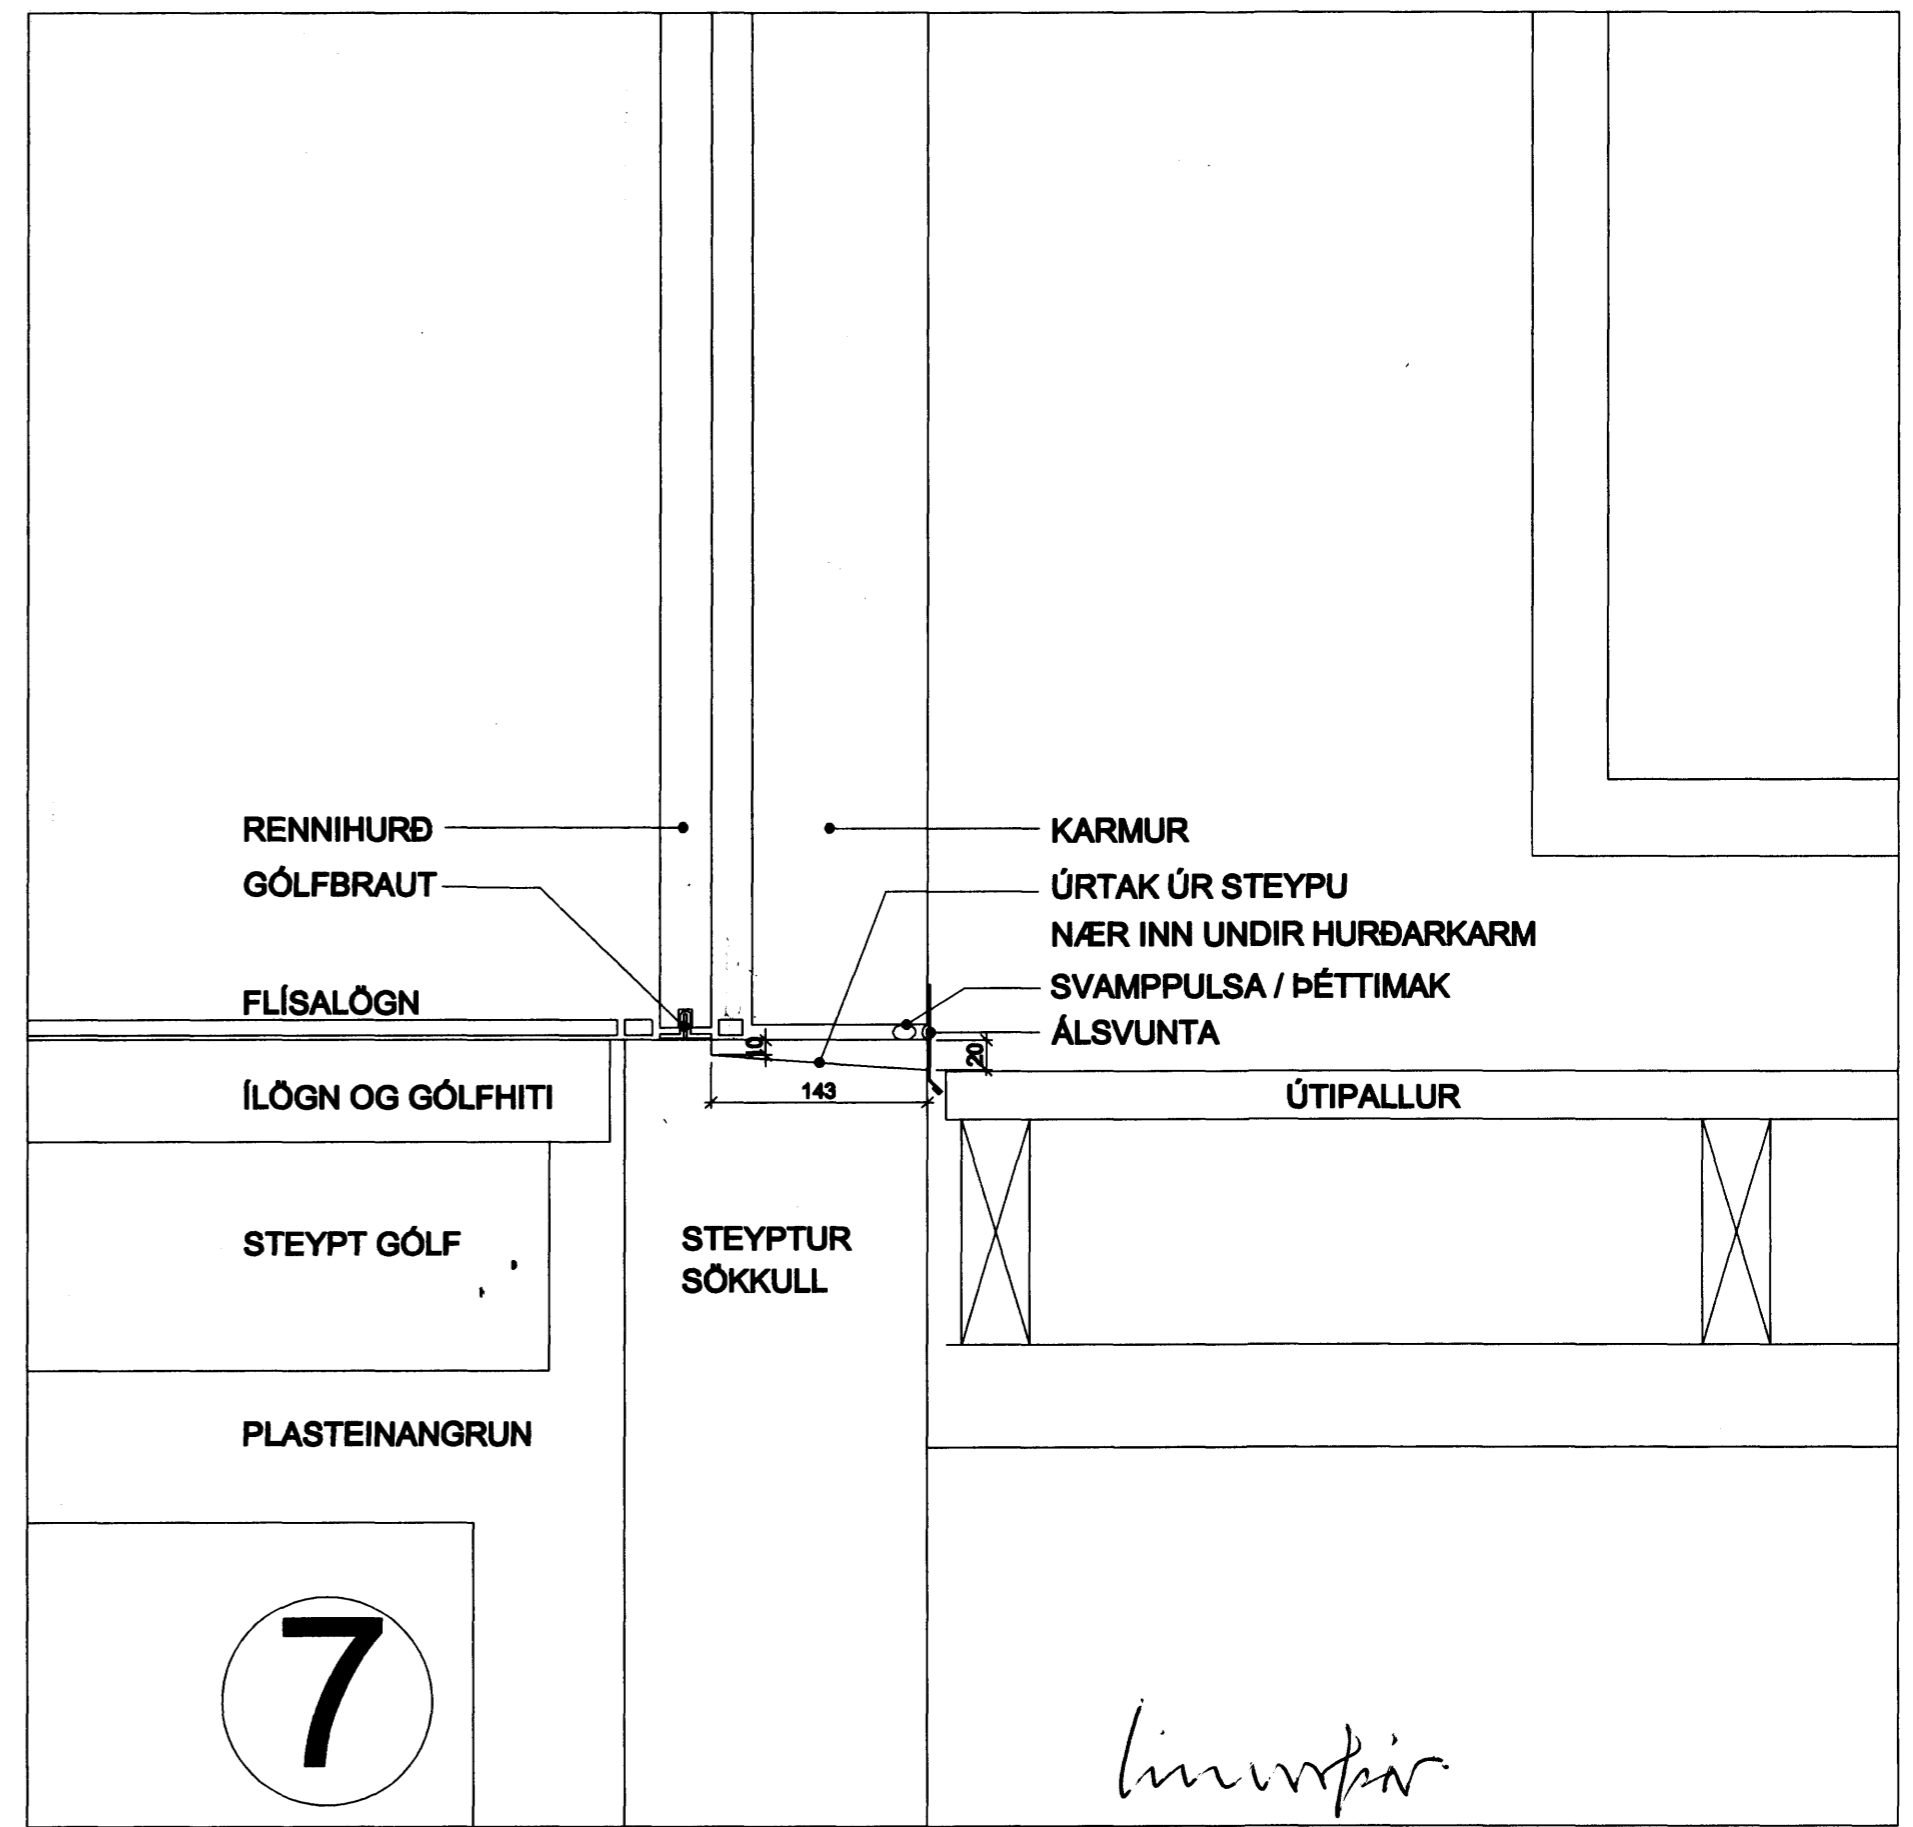 RENNIHURÐ
GÓLFBRAUT
FLÍSALÖGN
ÍLÖGN OG GÓLFHITI
STEYPT GÓLF
PLASTEINANGRUN
7
STEYPTUR
SÖKKULL
10
143
20
KARMUR
ÚRTAK ÚR STEYPU
NÆR INN UNDIR HURÐARKARM
SVAMPPULSA / ÞÉTTIMAK
ÁLSVUNTA
ÚTIPALLUR